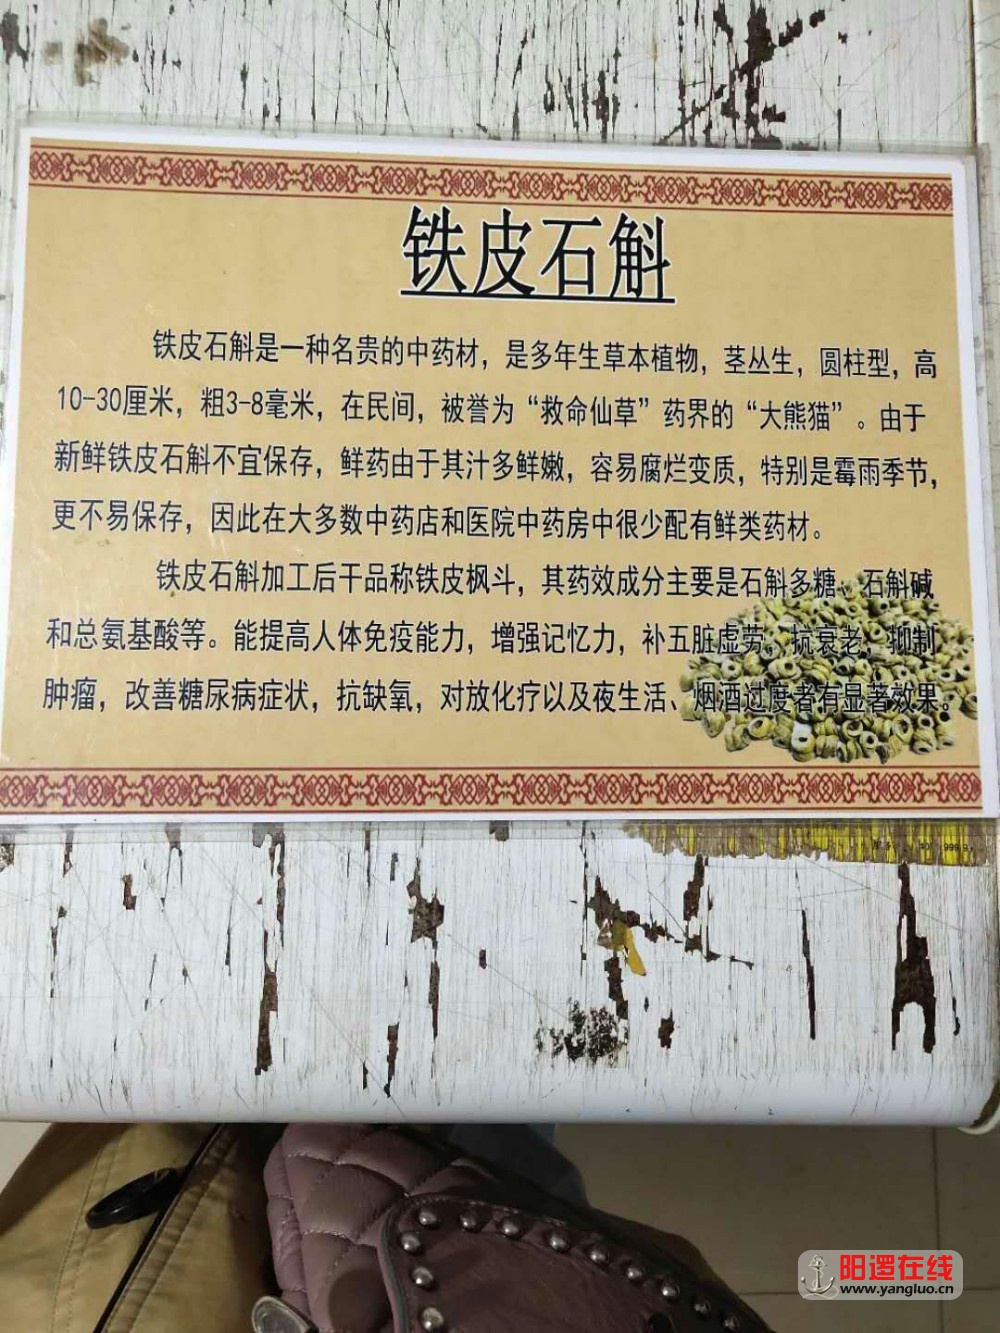 铁皮石斛
铁皮石斛是一种名贵的中药材，是多年生草本植物，茎丛生，圆柱型，高
10-30厘米，粗3-8毫米，在民间，被誉为“救命仙草”药界的“大熊猫”。由于
新鲜铁皮石斛不宜保存，鲜药由于其汁多鲜嫩，容易腐烂变质，特别是霉雨季节，
更不易保存，因此在大多数中药店和医院中药房中很少配有鲜类药材。
铁皮石斛加工后干品称铁皮枫斗，其药效成分主要是石斛多糖、石斛碱
和总氨基酸等。能提高人体免疫能力，增强记忆力，补五脏虚劳，抗衰老，抑制
肿瘤，改善糖尿病症状，抗缺氧，对放化疗以及夜生活、烟酒过度者有显著效果。
阳逻在线
www.yangluo.cn